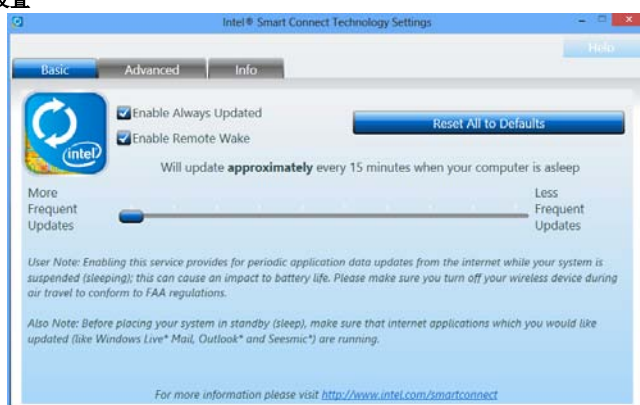 设置
Intel® Smart Connect Technology Settings
Help
Basic Advanced Info
Enable Always Updated
Enable Remote Wake
Reset All to Defaults
intel
Will update approximately every 15 minutes when your computer is asleep
More
Frequent
Updates
Less
Frequent
Updates
User Note: Enabling this service provides for periodic application data updates from the internet while your system is
suspended (sleeping); this can cause an impact to battery life. Please make sure you turn off your wireless device during
air travel to conform to FAA regulations.
Also Note: Before placing your system in standby (sleep), make sure that internet applications which you would like
updated (like Windows Live* Mail, Outlook* and Seesmic*) are running.
For more information please visit http://www.intel.com/smartconnect